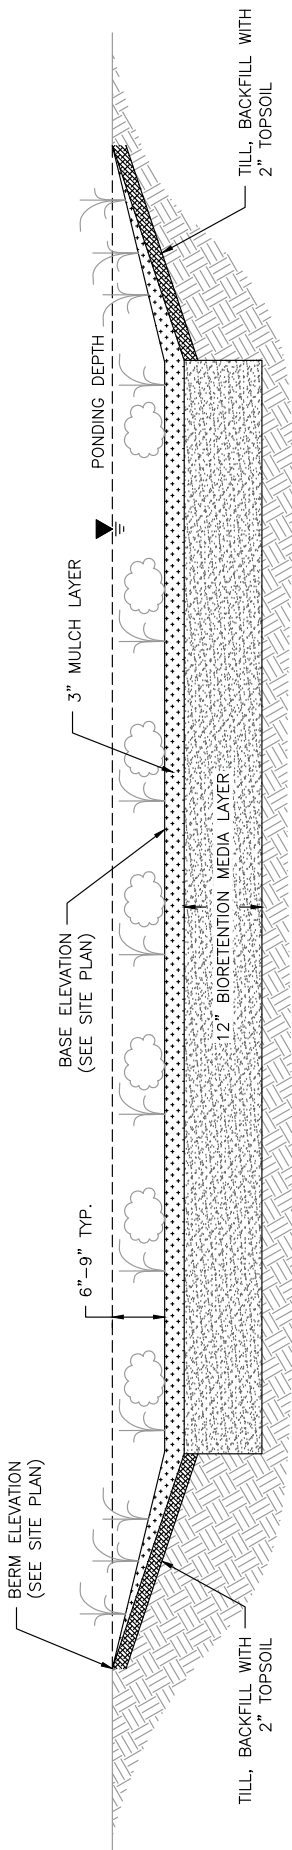 BERM ELEVATION
(SEE SITE PLAN)
6"-9" TYP.
BASE ELEVATION
(SEE SITE PLAN)
3" MULCH LAYER
PONDING DEPTH
12" BIORETENTION MEDIA LAYER
TILL, BACKFILL WITH
2" TOPSOIL
TILL, BACKFILL WITH
2" TOPSOIL